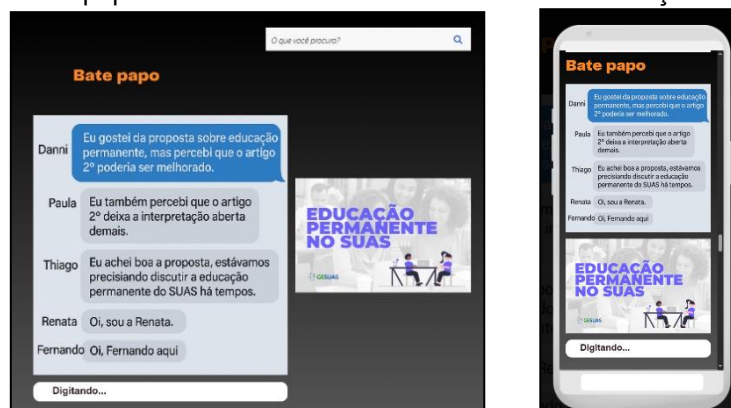 O que você procura?
Bate papo
Danni
Eu gostei da proposta sobre educação
permanente, mas percebi que o artigo
2º poderia ser melhorado.
Paula
Eu também percebi que o artigo
2º deixa a interpretação aberta
demais.
Thiago
Eu achei boa a proposta, estávamos
precisando discutir a educação
permanente do SUAS há tempos.
Renata
Oi, sou a Renata.
Fernando
Oi, Fernando aqui
EDUCAÇÃO
PERMANENTE
NO SUAS
GESUAS
Digitando...
Bate papo
Danni
Eu gostei da proposta sobre educação
permanente, mas percebi que o artigo
2º poderia ser melhorado.
Paula
Eu também percebi que o artigo
2º deixa a interpretação aberta
demais.
Thiago
Eu achei boa a proposta, estávamos
precisando discutir a educação
permanente do SUAS há tempos.
Renata
Oi, sou a Renata.
Fernando
Oi, Fernando aqui
EDUCAÇÃO
PERMANENTE
NO SUAS
GESUAS
Digitando...